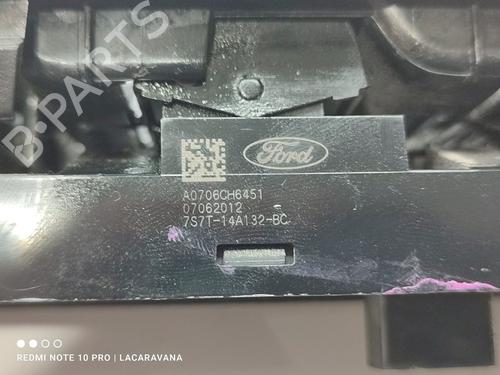 B-PARTS
Ford
A0706CH6451
07062012
7S7T-14A132-BC
REDMI NOTE 10 PRO | LACARAVANA